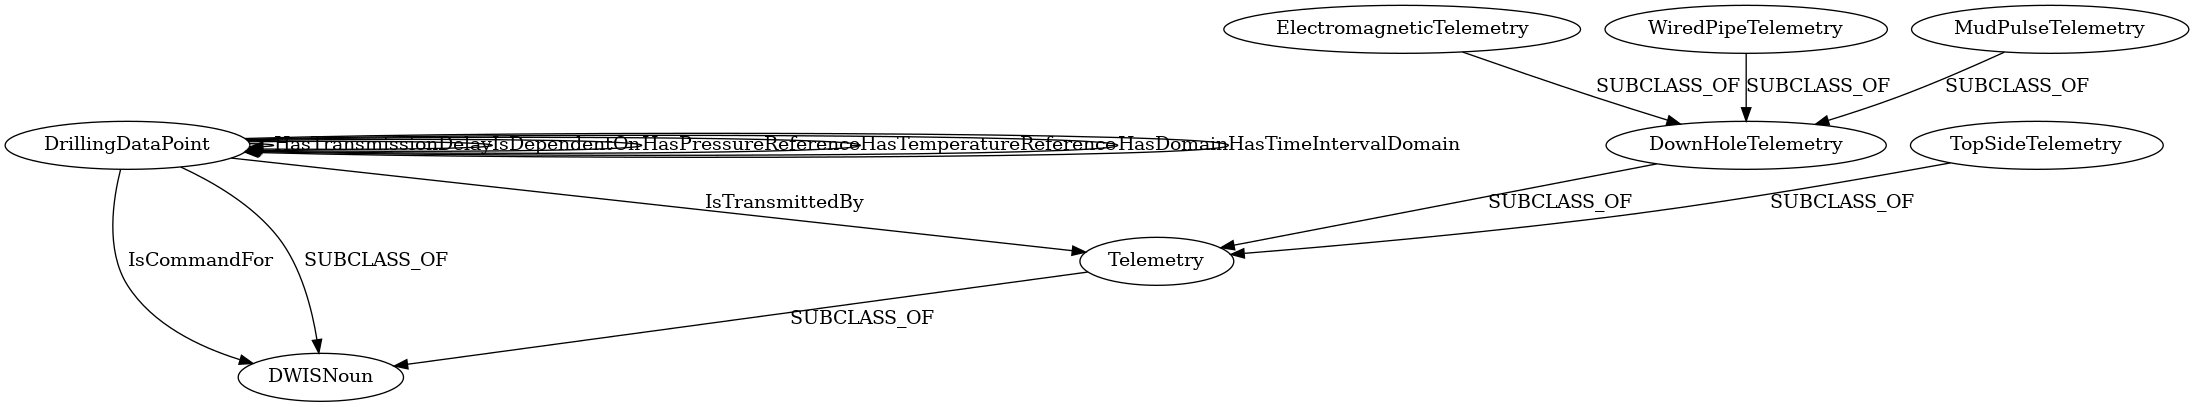 ElectromagneticTelemetry
WiredPipeTelemetry
MudPulseTelemetry
SUBCLASS_OF
SUBCLASS_OF
SUBCLASS_OF
DrillingDataPoint
HasTransmissionDelay
IsDependentOn
HasPressureReference
HasTemperatureReference
HasDomain
HasTimeIntervalDomain
DownHoleTelemetry
TopSideTelemetry
IsTransmittedBy
SUBCLASS_OF
SUBCLASS_OF
IsCommandFor
SUBCLASS_OF
Telemetry
SUBCLASS_OF
DWISNoun